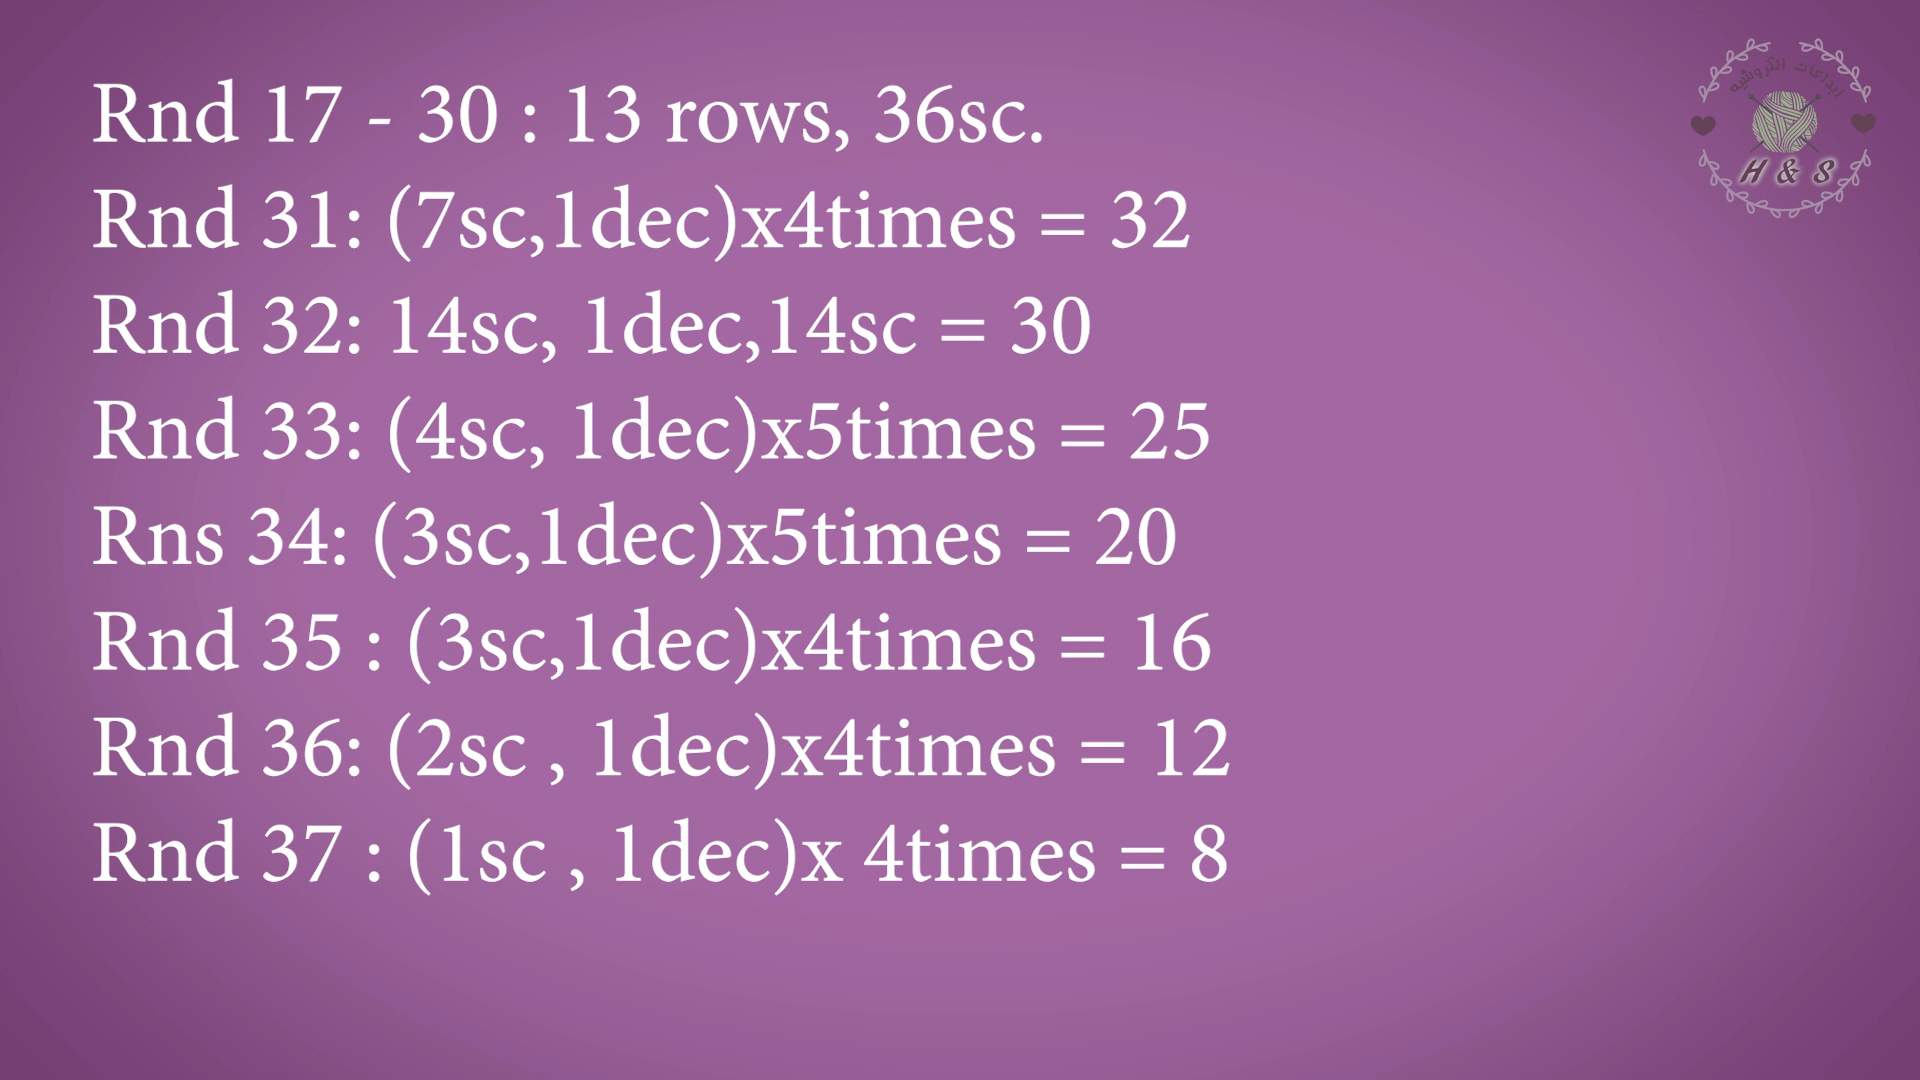 Rnd 17 - 30 : 13 rows, 36sc.
Rnd 31: (7sc,1dec)x4times = 32
Rnd 32: 14sc, 1dec,14sc = 30
Rnd 33: (4sc, 1dec)x5times = 25
Rns 34: (3sc,1dec)x5times = 20
Rnd 35 : (3sc,1dec)x4times = 16
Rnd 36: (2sc , 1dec)x4times = 12
Rnd 37 : (1sc , 1dec)x 4times = 8
H & S